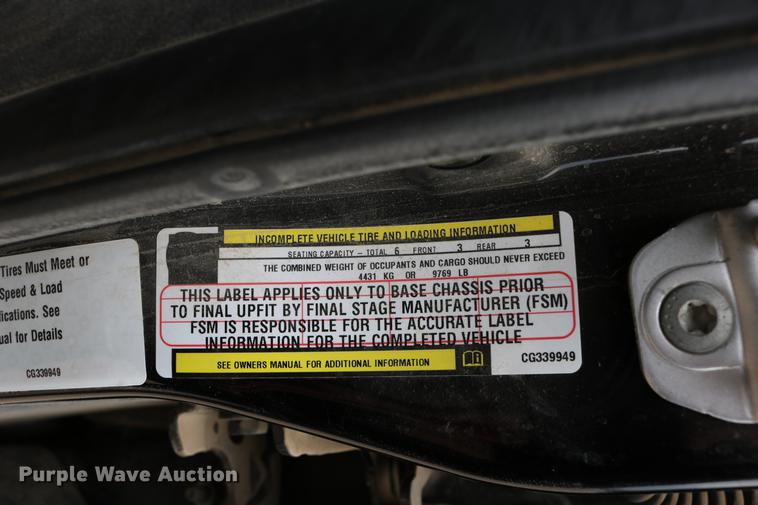 Tires Must Meet or
Speed & Load
fications. See
ual for Details
CG339949
INCOMPLETE VEHICLE TIRE AND LOADING INFORMATION
SEATING CAPACITY - TOTAL 6 FRONT 3 REAR 3
THE COMBINED WEIGHT OF OCCUPANTS AND CARGO SHOULD NEVER EXCEED
4431 KG OR 9769 LB
THIS LABEL APPLIES ONLY TO BASE CHASSIS PRIOR
TO FINAL UPFIT BY FINAL STAGE MANUFACTURER (FSM)
FSM IS RESPONSIBLE FOR THE ACCURATE LABEL
INFORMATION FOR THE COMPLETED VEHICLE
SEE OWNERS MANUAL FOR ADDITIONAL INFORMATION
CG339949
Purple Wave Auction